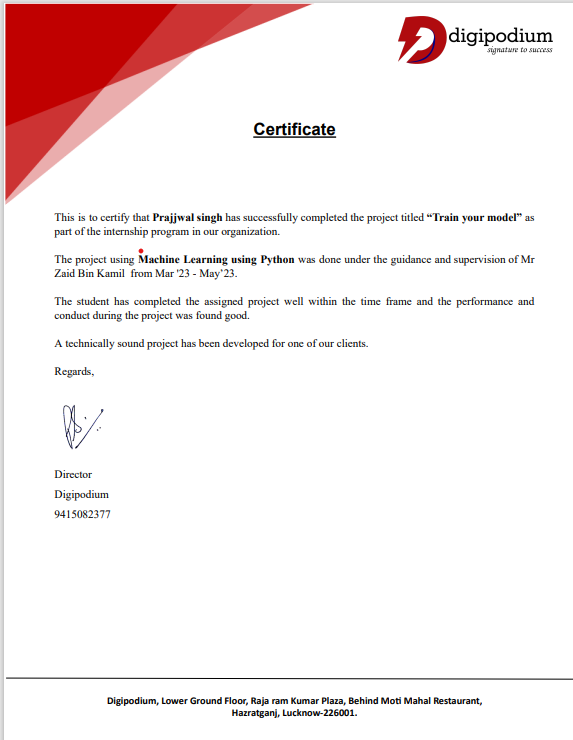 digipodium
signature to success
Certificate
This is to certify that Prajjwal singh has successfully completed the project titled “Train your model” as
part of the internship program in our organization.
The project using Machine Learning using Python was done under the guidance and supervision of Mr
Zaid Bin Kamil from Mar '23 - May’23.
The student has completed the assigned project well within the time frame and the performance and
conduct during the project was found good.
A technically sound project has been developed for one of our clients.
Regards,
Director
Digipodium
9415082377
Digipodium, Lower Ground Floor, Raja ram Kumar Plaza, Behind Moti Mahal Restaurant,
Hazratganj, Lucknow-226001.